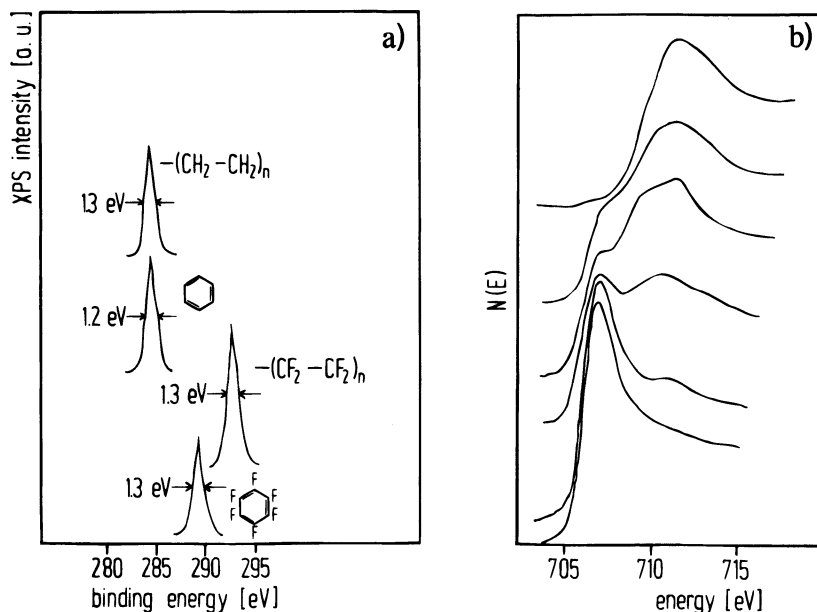 a)
XPS intensity [a. u.]
-(CH2 -CH2)n
1.3 eV
1.2 eV
-(CF2 -CF2)n
1.3 eV
1.3 eV
F
F F
F F
F
280 285 290 295
binding energy [eV]
b)
N(E)
705 710 715
energy [eV]